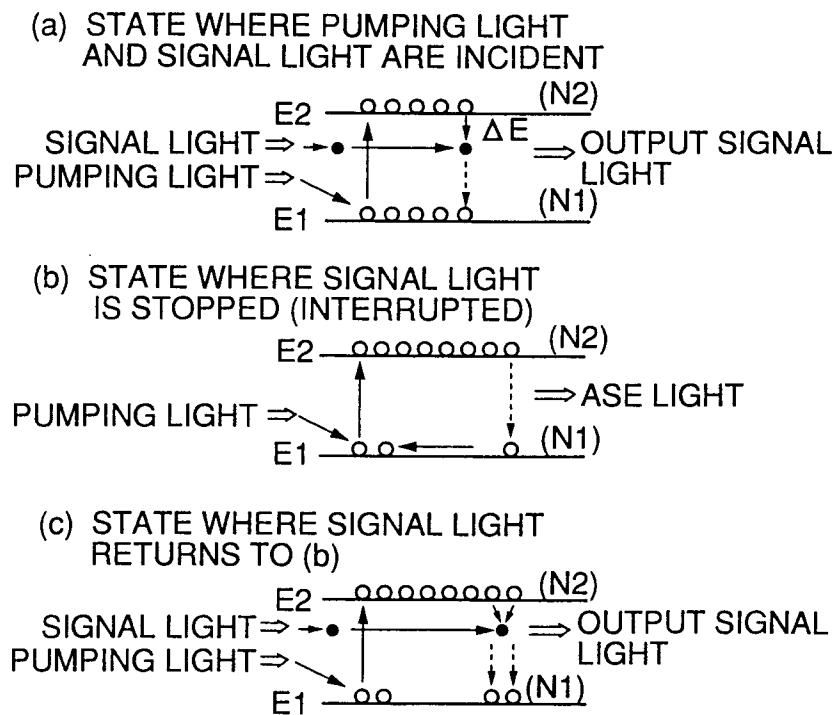 (a) STATE WHERE PUMPING LIGHT
AND SIGNAL LIGHT ARE INCIDENT
E2
(N2)
SIGNAL LIGHT ⇒
ΔE
⇒ OUTPUT SIGNAL
LIGHT
PUMPING LIGHT ⇒
E1
(N1)
(b) STATE WHERE SIGNAL LIGHT
IS STOPPED (INTERRUPTED)
E2
(N2)
⇒ ASE LIGHT
PUMPING LIGHT ⇒
E1
(N1)
(c) STATE WHERE SIGNAL LIGHT
RETURNS TO (b)
E2
(N2)
SIGNAL LIGHT ⇒
⇒ OUTPUT SIGNAL
LIGHT
PUMPING LIGHT ⇒
E1
(N1)